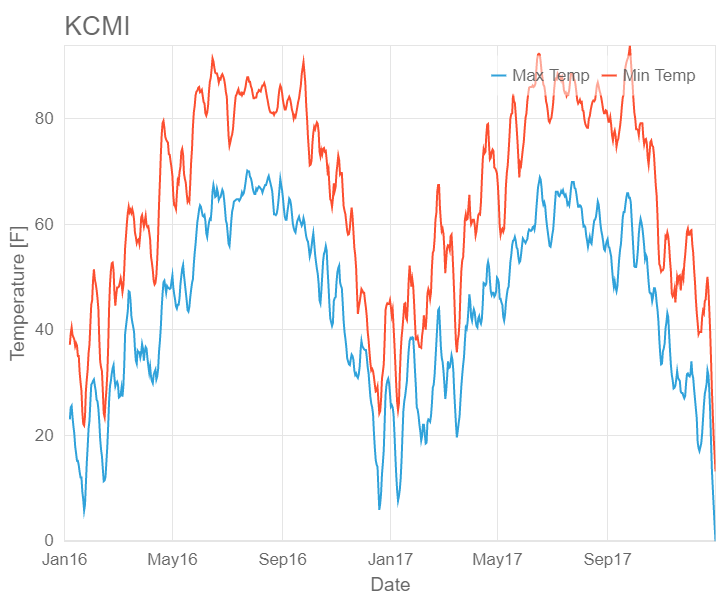 KCMI
Max Temp
Min Temp
80
60
40
20
0
Temperature [F]
Jan16
May16
Sep16
Jan17
May17
Sep17
Date